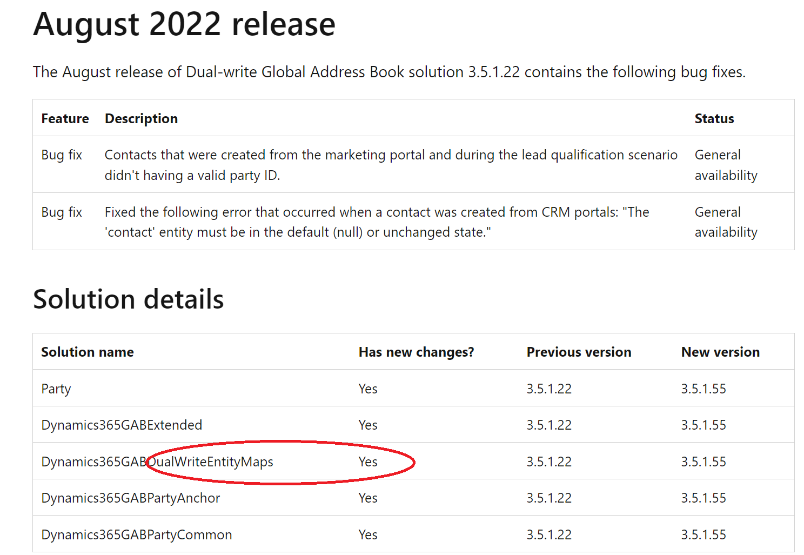 August 2022 release
The August release of Dual-write Global Address Book solution 3.5.1.22 contains the following bug fixes.
Feature Description Status
Bug fix Contacts that were created from the marketing portal and during the lead qualification scenario General
didn't having a valid party ID. availability
Bug fix Fixed the following error that occurred when a contact was created from CRM portals: "The General
'contact' entity must be in the default (null) or unchanged state." availability
Solution details
Solution name Has new changes? Previous version New version
Party Yes 3.5.1.22 3.5.1.55
Dynamics365GABExtended Yes 3.5.1.22 3.5.1.55
Dynamics365GABDualWriteEntityMaps Yes 3.5.1.22 3.5.1.55
Dynamics365GABPartyAnchor Yes 3.5.1.22 3.5.1.55
Dynamics365GABPartyCommon Yes 3.5.1.22 3.5.1.55